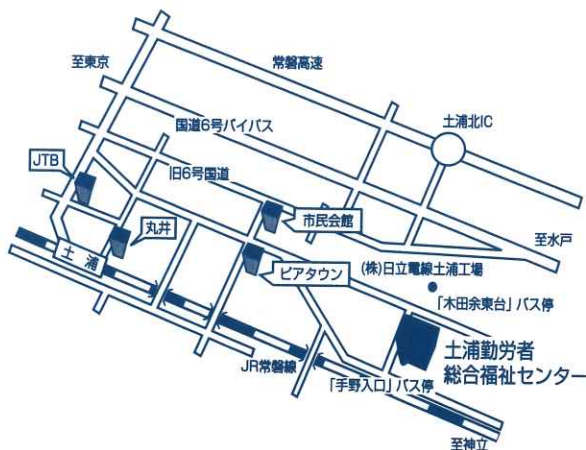 常磐高速
至東京
土浦北IC
国道6号バイパス
JTB
旧6号国道
市民会館
丸井
至水戸
土浦
ピアタウン
(株)日立電線土浦工場
「木田余東台」バス停
土浦勤労者
総合福祉センター
JR常磐線
「手野入口」バス停
至神立